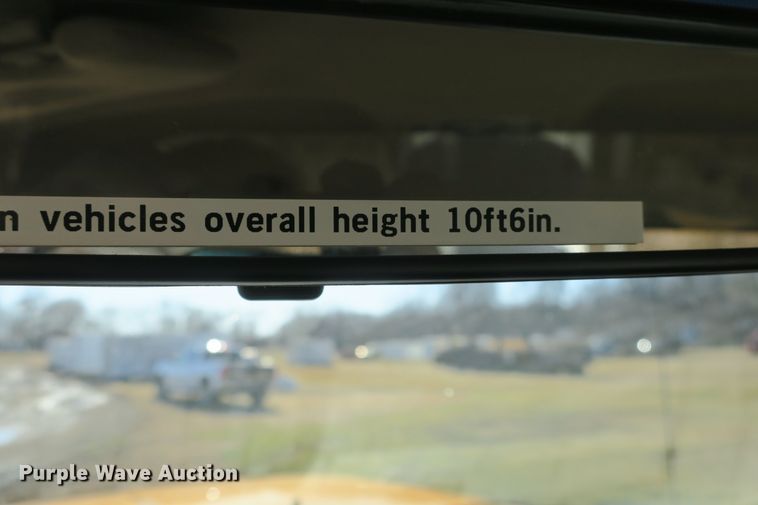 n vehicles overall height 10ft6in.
Purple Wave Auction